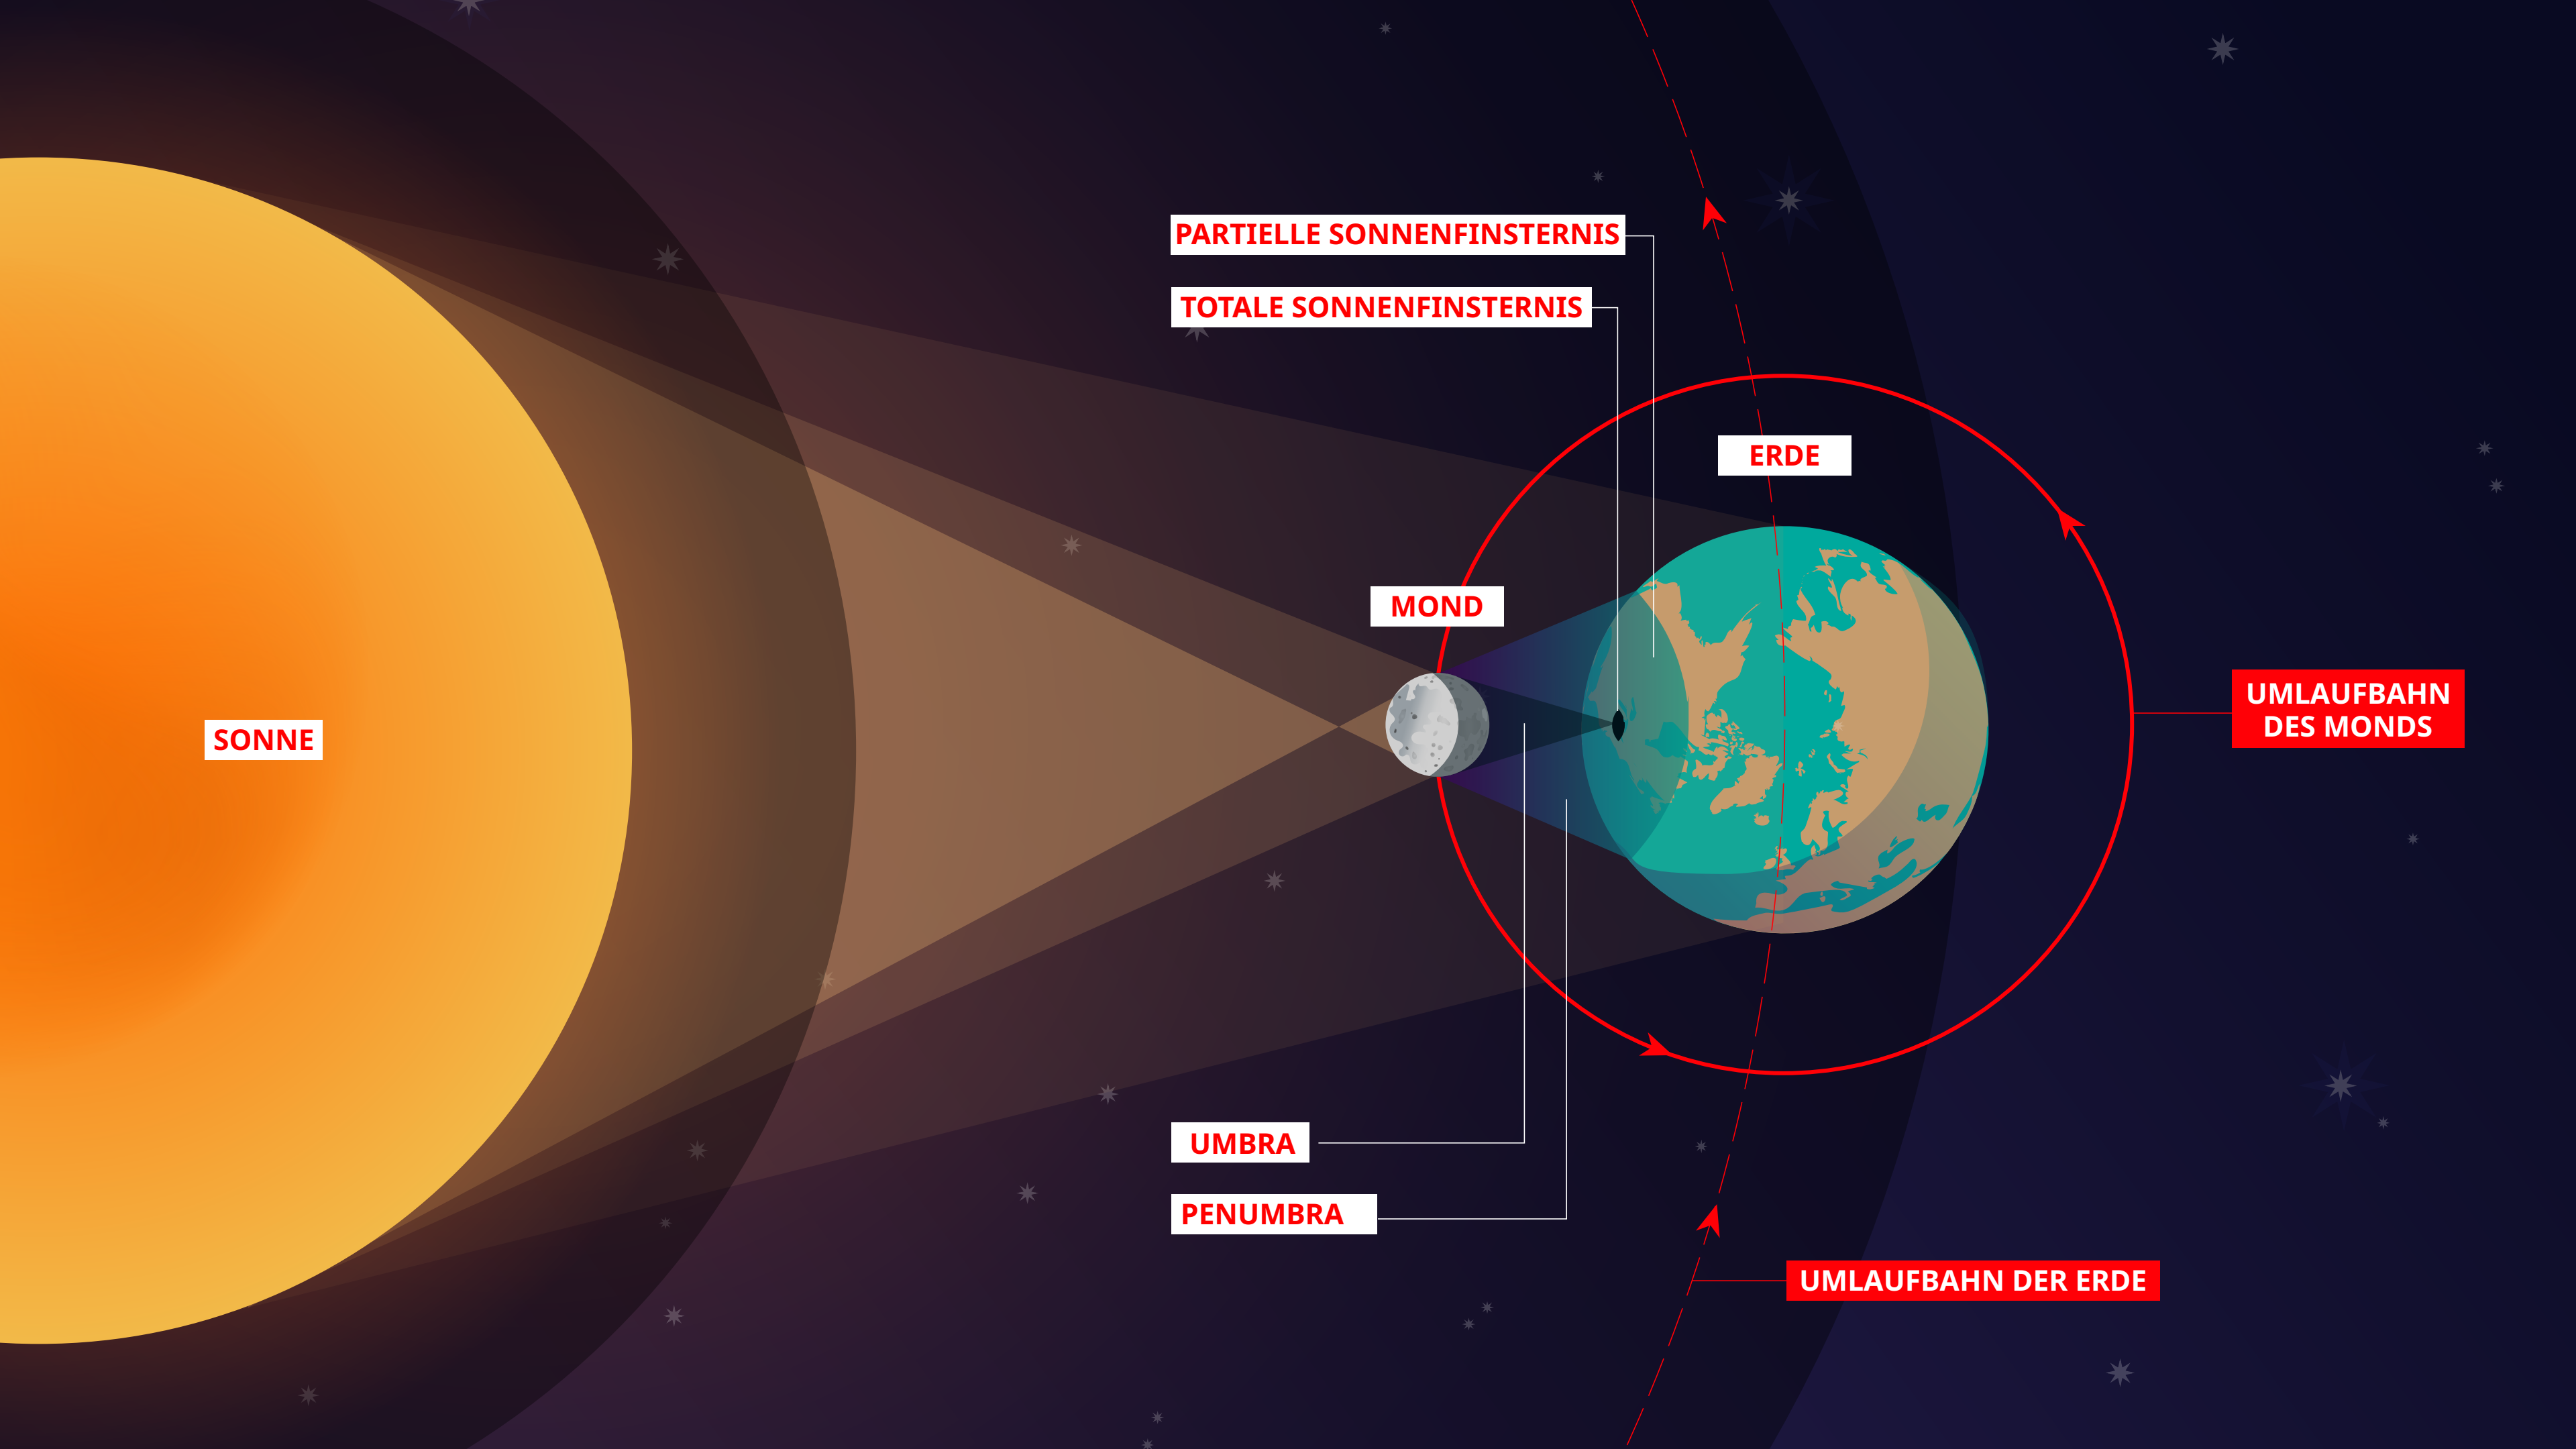 PARTIELLE SONNENFINSTERNIS
TOTALE SONNENFINSTERNIS
ERDE
MOND
SONNE
UMLAUFBAHN
DES MONDS
UMBRA
PENUMBRA
UMLAUFBAHN DER ERDE